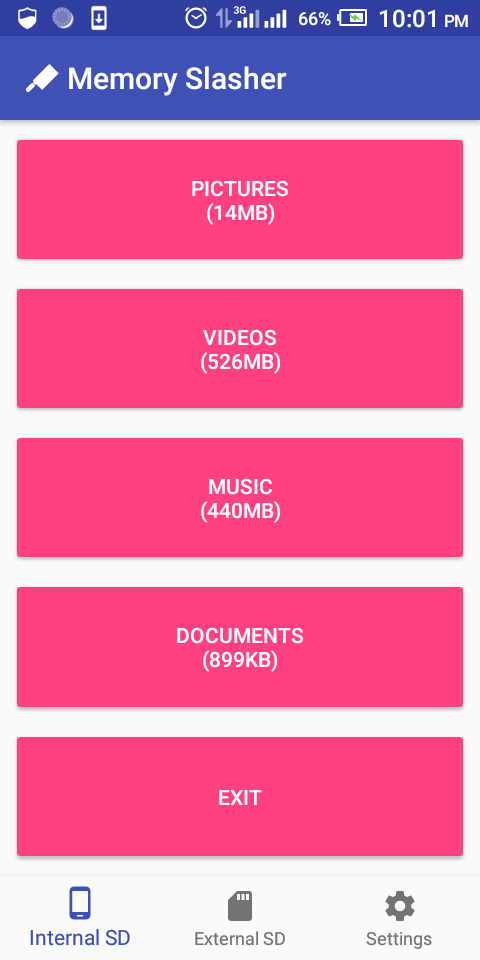 3G 66% 10:01 PM
Memory Slasher
PICTURES
(14MB)
VIDEOS
(526MB)
MUSIC
(440MB)
DOCUMENTS
(899KB)
EXIT
Internal SD External SD Settings